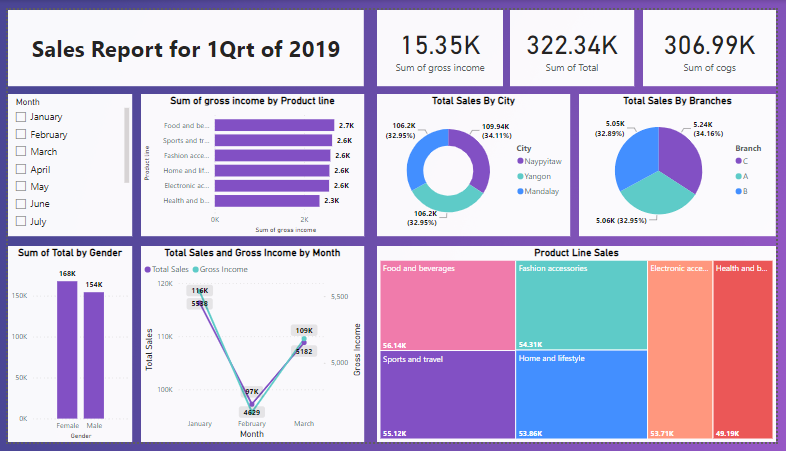 Sales Report for 1Qrt of 2019
15.35K
Sum of gross income
322.34K
Sum of Total
306.99K
Sum of cogs
Month
January
February
March
April
May
June
July
Sum of gross income by Product line
Product line
Food and be...
2.7K
Sports and tr...
2.6K
Fashion acce...
2.6K
Home and lif...
2.6K
Electronic ac...
2.6K
Health and b...
2.3K
0K
2K
Sum of gross income
Total Sales By City
106.2K
(32.95%)
109.94K
(34.11%)
106.2K
(32.95%)
City
Naypyitaw
Yangon
Mandalay
Total Sales By Branches
5.05K
(32.89%)
5.24K
(34.16%)
5.06K (32.95%)
Branch
C
A
B
Sum of Total by Gender
168K
154K
150K
100K
50K
0K
Female
Male
Gender
Total Sales and Gross Income by Month
Total Sales
Gross Income
120K
110K
100K
Total Sales
116K
5538
97K
4629
109K
5182
5,500
5,000
Gross Income
January
February
March
Month
Product Line Sales
Food and beverages
56.14K
Sports and travel
55.12K
Fashion accessories
54.31K
Home and lifestyle
53.86K
Electronic acce...
53.71K
Health and b...
49.19K